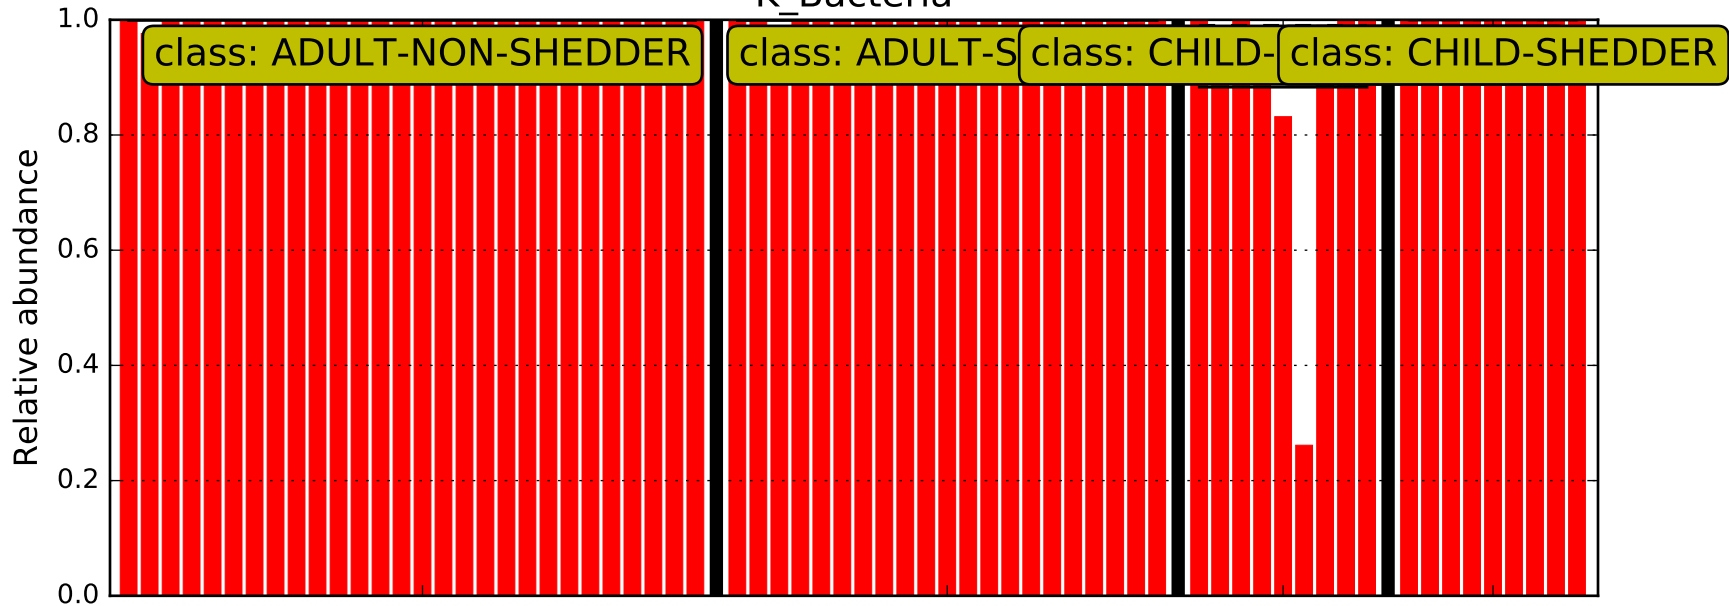 K_Bacteria
1.0
class: ADULT-NON-SHEDDER
class: ADULT-S
class: CHILD-
class: CHILD-SHEDDER
0.8
0.6
0.4
0.2
0.0
Relative abundance